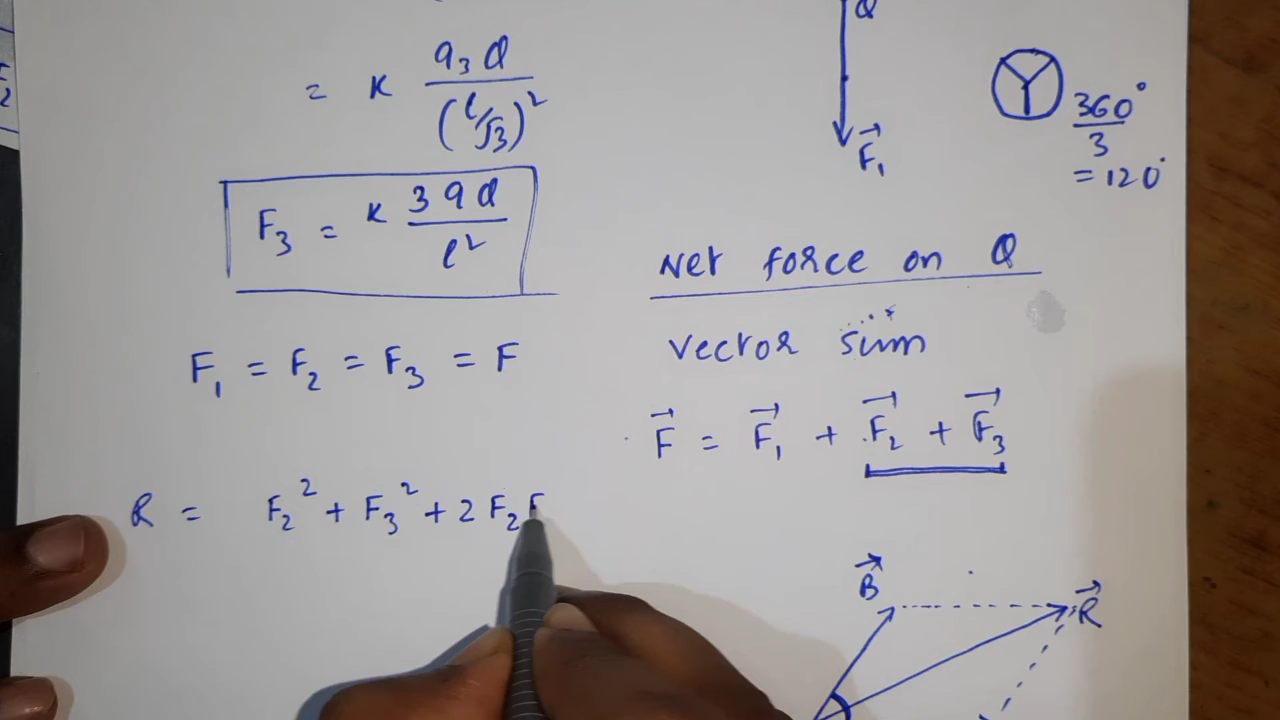 = K q₃Q / (l/√3)²
F₃ = K 3qQ / l²
F₁ = F₂ = F₃ = F
R = F₂² + F₃² + 2 F₂ F
Q
F₁⃗
360° / 3
= 120°
Net force on Q
vector sum
F⃗ = F₁⃗ + F₂⃗ + F₃⃗
B⃗
R⃗